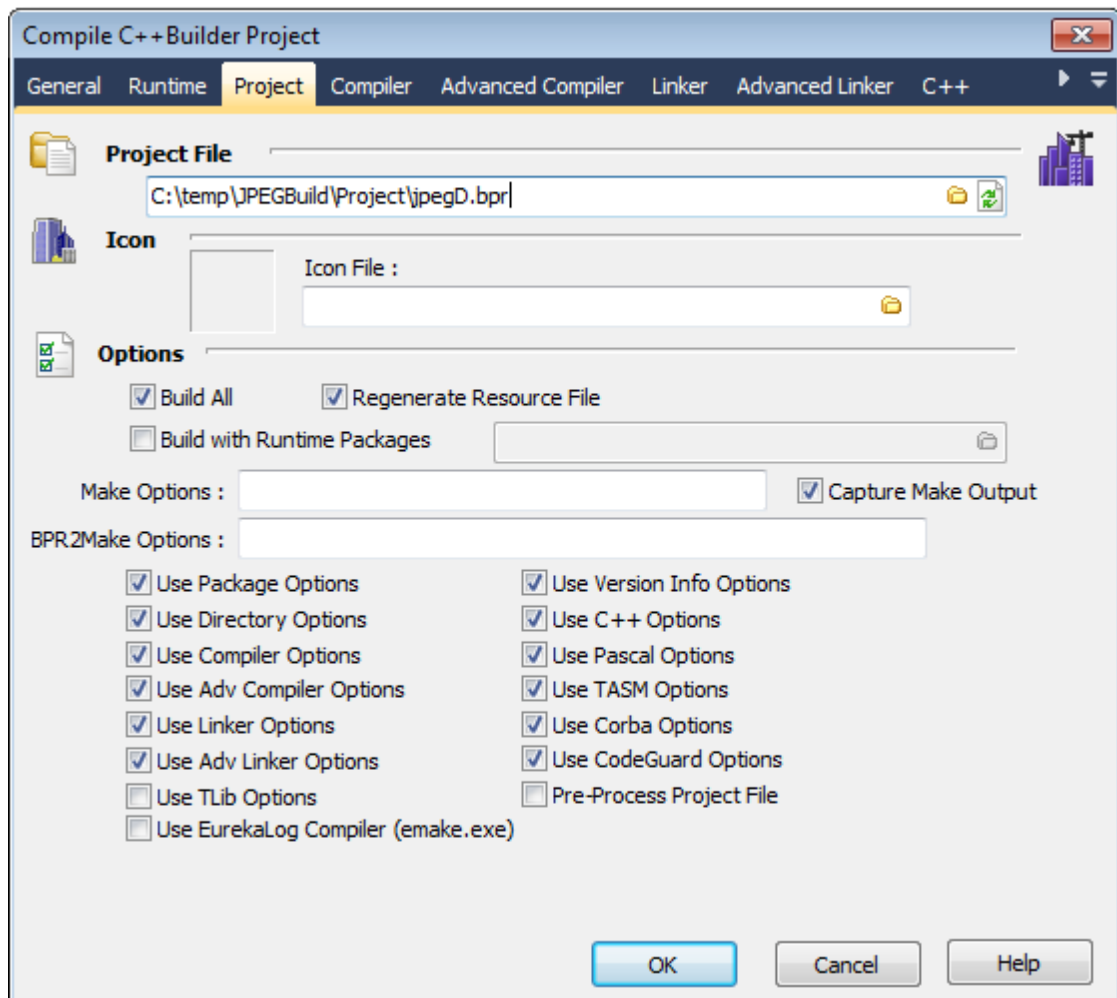 Compile C++Builder Project
General Runtime Project Compiler Advanced Compiler Linker Advanced Linker C++
Project File
C:\temp\JPEGBuild\Project\jpegD.bpr
Icon
Icon File :
Options
Build All Regenerate Resource File
Build with Runtime Packages
Make Options : Capture Make Output
BPR2Make Options :
Use Package Options Use Version Info Options
Use Directory Options Use C++ Options
Use Compiler Options Use Pascal Options
Use Adv Compiler Options Use TASM Options
Use Linker Options Use Corba Options
Use Adv Linker Options Use CodeGuard Options
Use TLib Options Pre-Process Project File
Use EurekaLog Compiler (emake.exe)
OK Cancel Help